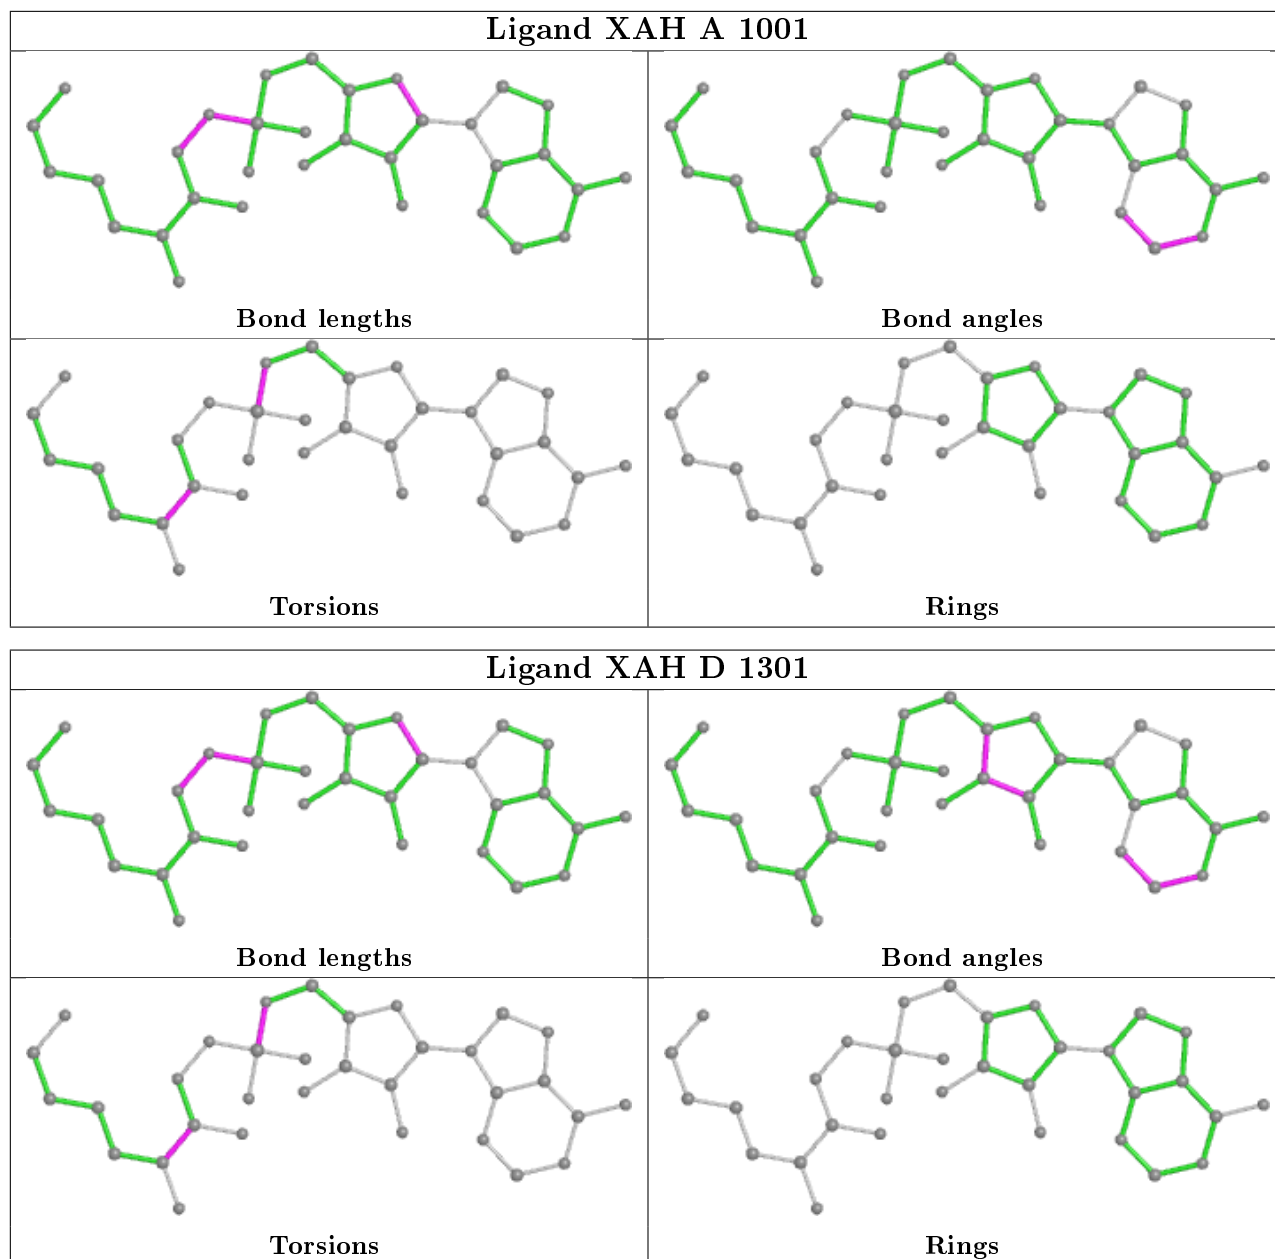 Ligand XAH A 1001
Bond lengths
Bond angles
Torsions
Rings
Ligand XAH D 1301
Bond lengths
Bond angles
Torsions
Rings